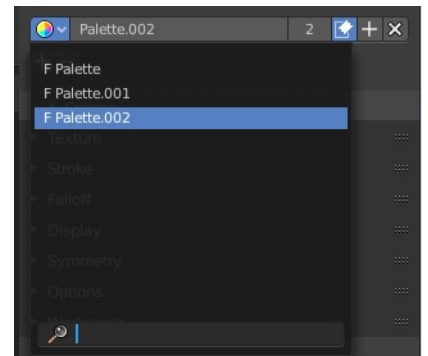 Palette.002 2
F Palette
F Palette.001
F Palette.002
Texture
Stroke
Falloff
Display
Symmetry
Options